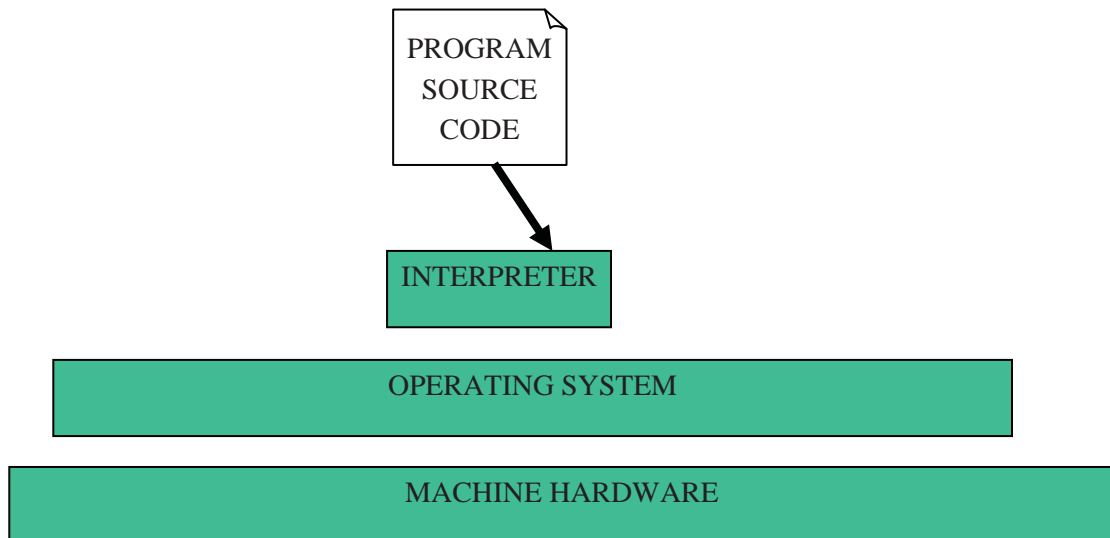 PROGRAM
SOURCE
CODE
INTERPRETER
OPERATING SYSTEM
MACHINE HARDWARE